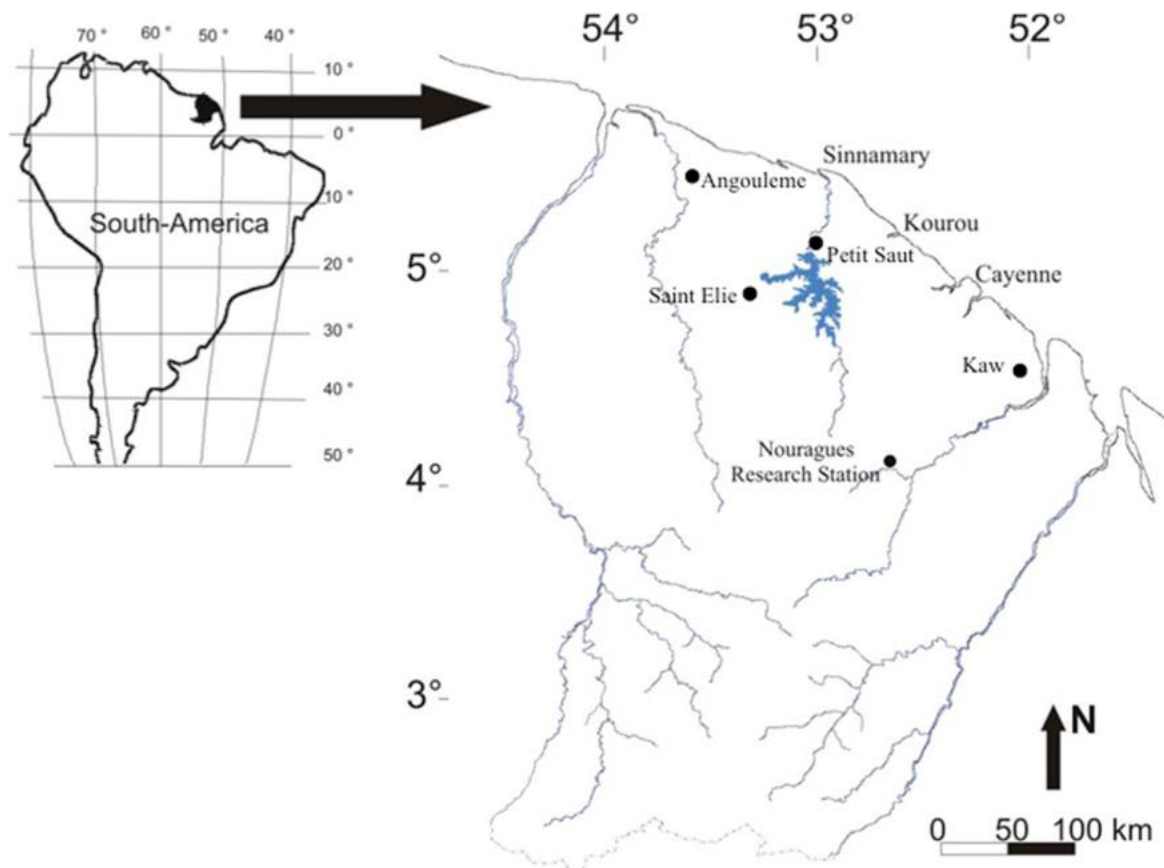 70 °
60 °
50 °
40 °
10 °
0 °
10 °
20 °
30 °
40 °
50 °
South-America
54 °
53°
52°
5°
4°
3°
Sinnamary
Angouleme
Kourou
Petit Saut
Cayenne
Saint Elie
Kaw
Nouragues
Research Station
N
0 50 100 km